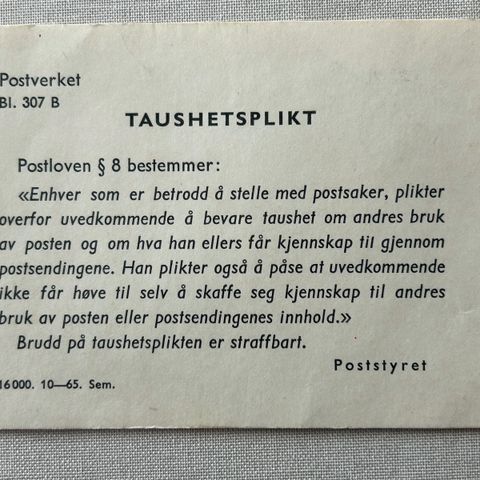 Postverket
Bl. 307 B
TAUSHETSPLIKT
Postloven § 8 bestemmer:
«Enhver som er betrodd å stelle med postsaker, plikter
overfor uvedkommende å bevare taushet om andres bruk
av posten og om hva han ellers får kjennskap til gjennom
postsendingene. Han plikter også å påse at uvedkommende
ikke får høve til selv å skaffe seg kjennskap til andres
bruk av posten eller postsendingenes innhold.»
Brudd på taushetsplikten er straffbart.
Poststyret
16000. 10—65. Sem.